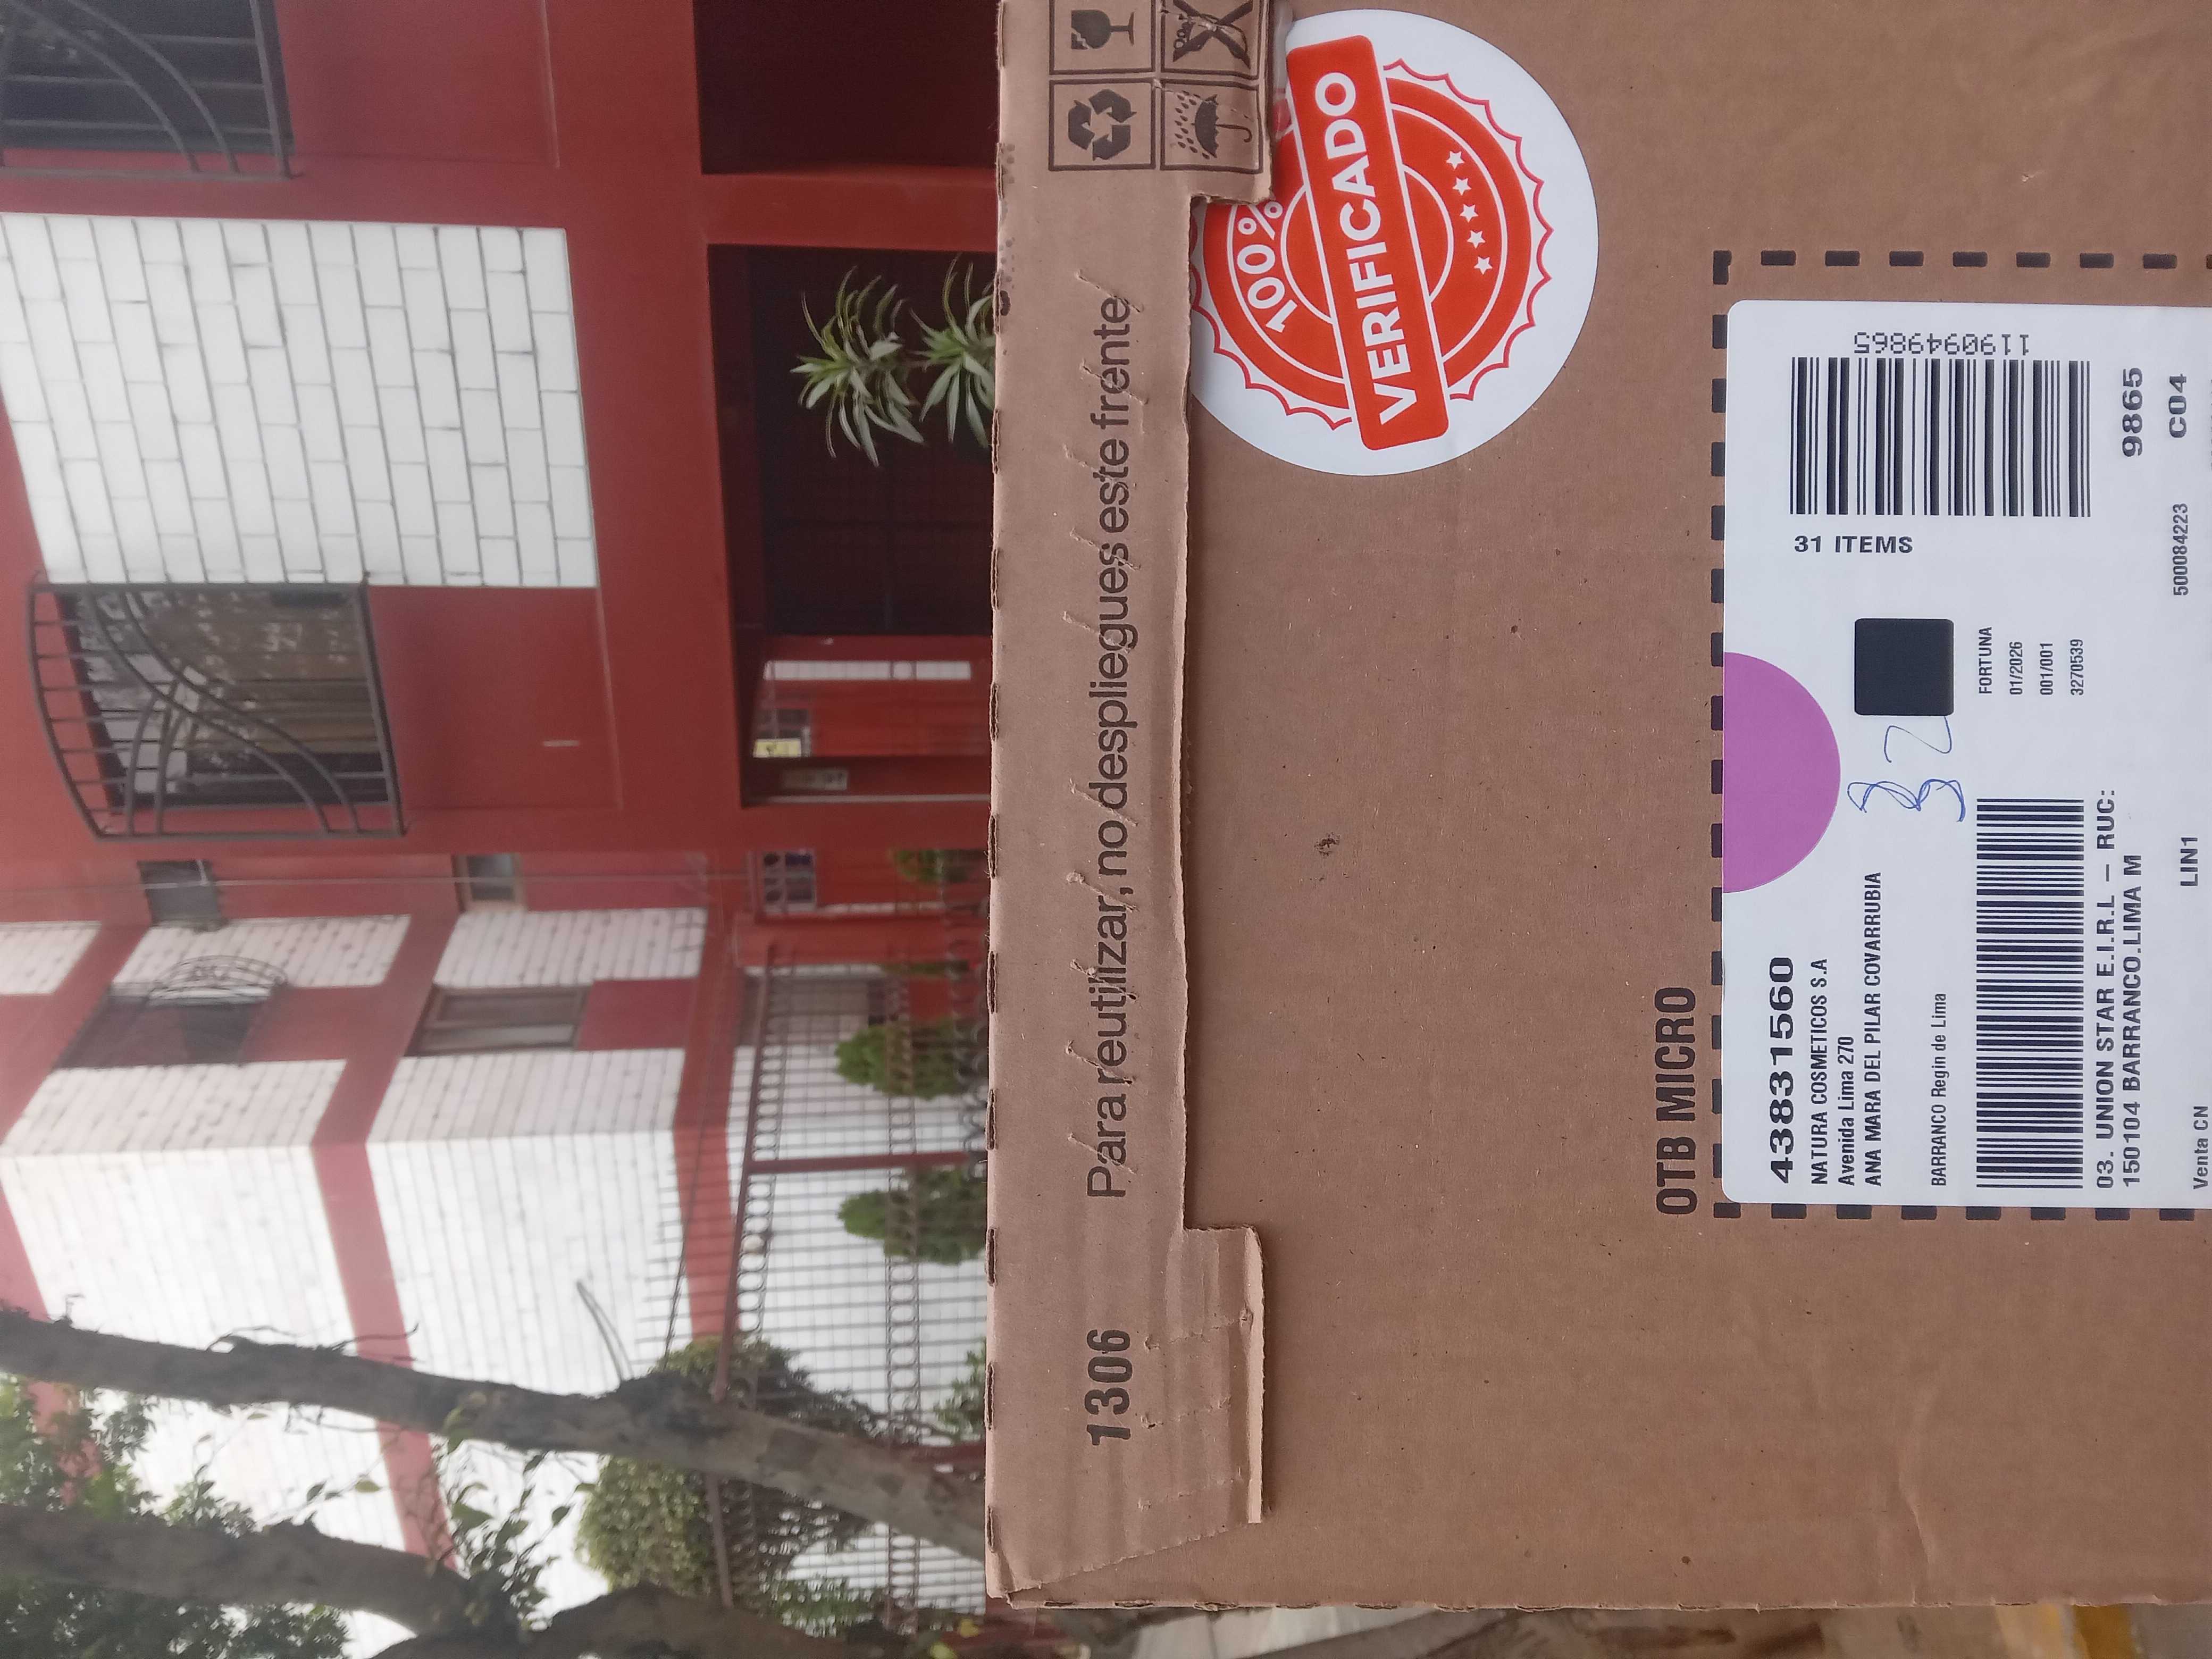 1306 Para reutilizar, no despliegues este frente
100%
VERIFICADO
OTB MICRO
43831560
NATURA COSMETICOS S.A
Avenida Lima 270
ANA MARA DEL PILAR COVARRUBIA
BARRANCO Regin de Lima
32
31 ITEMS
1190949865
FORTUNA
01/2026
001/001
3270539
03. UNION STAR E.I.R.L – RUC:
150104 BARRANCO.LIMA M
9865
Venta CN
LIN1
500084223
C04